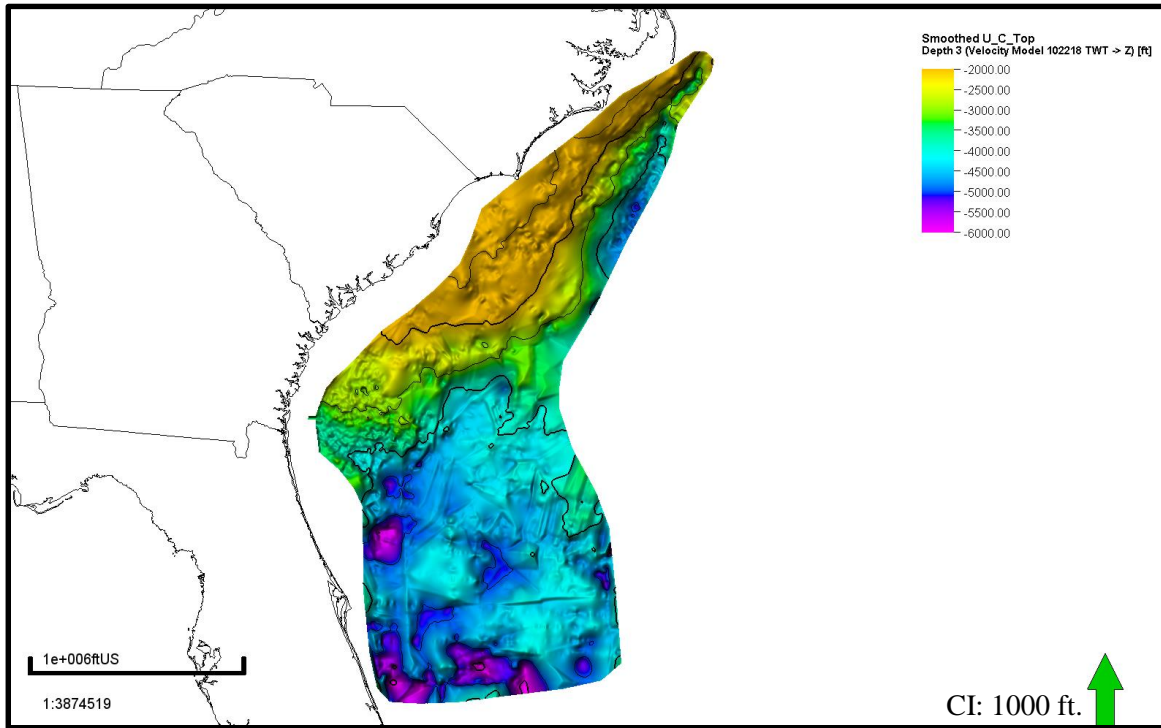 Smoothed U_C_Top
Depth 3 (Velocity Model 102218 TWT -> Z) [ft]
-2000.00
-2500.00
-3000.00
-3500.00
-4000.00
-4500.00
-5000.00
-5500.00
-6000.00
1e+006ftUS
1:3874519
CI: 1000 ft.